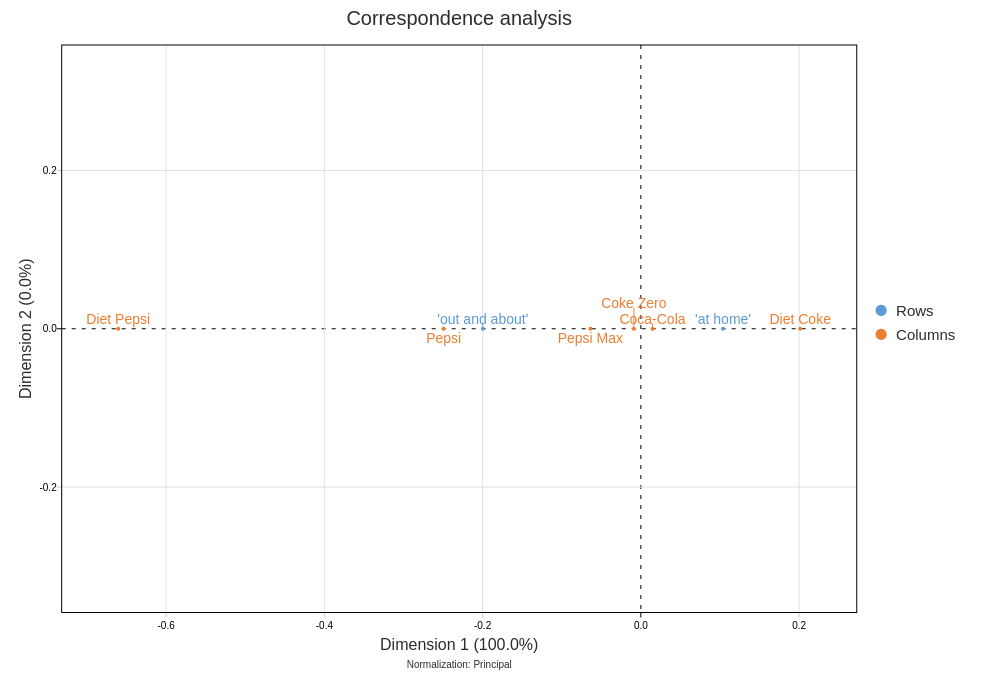 Correspondence analysis
0.2
0.0
-0.2
Dimension 2 (0.0%)
Coke Zero
Diet Pepsi
'out and about'
Coca-Cola
'at home'
Diet Coke
Pepsi
Pepsi Max
Rows
Columns
-0.6
-0.4
-0.2
0.0
0.2
Dimension 1 (100.0%)
Normalization: Principal